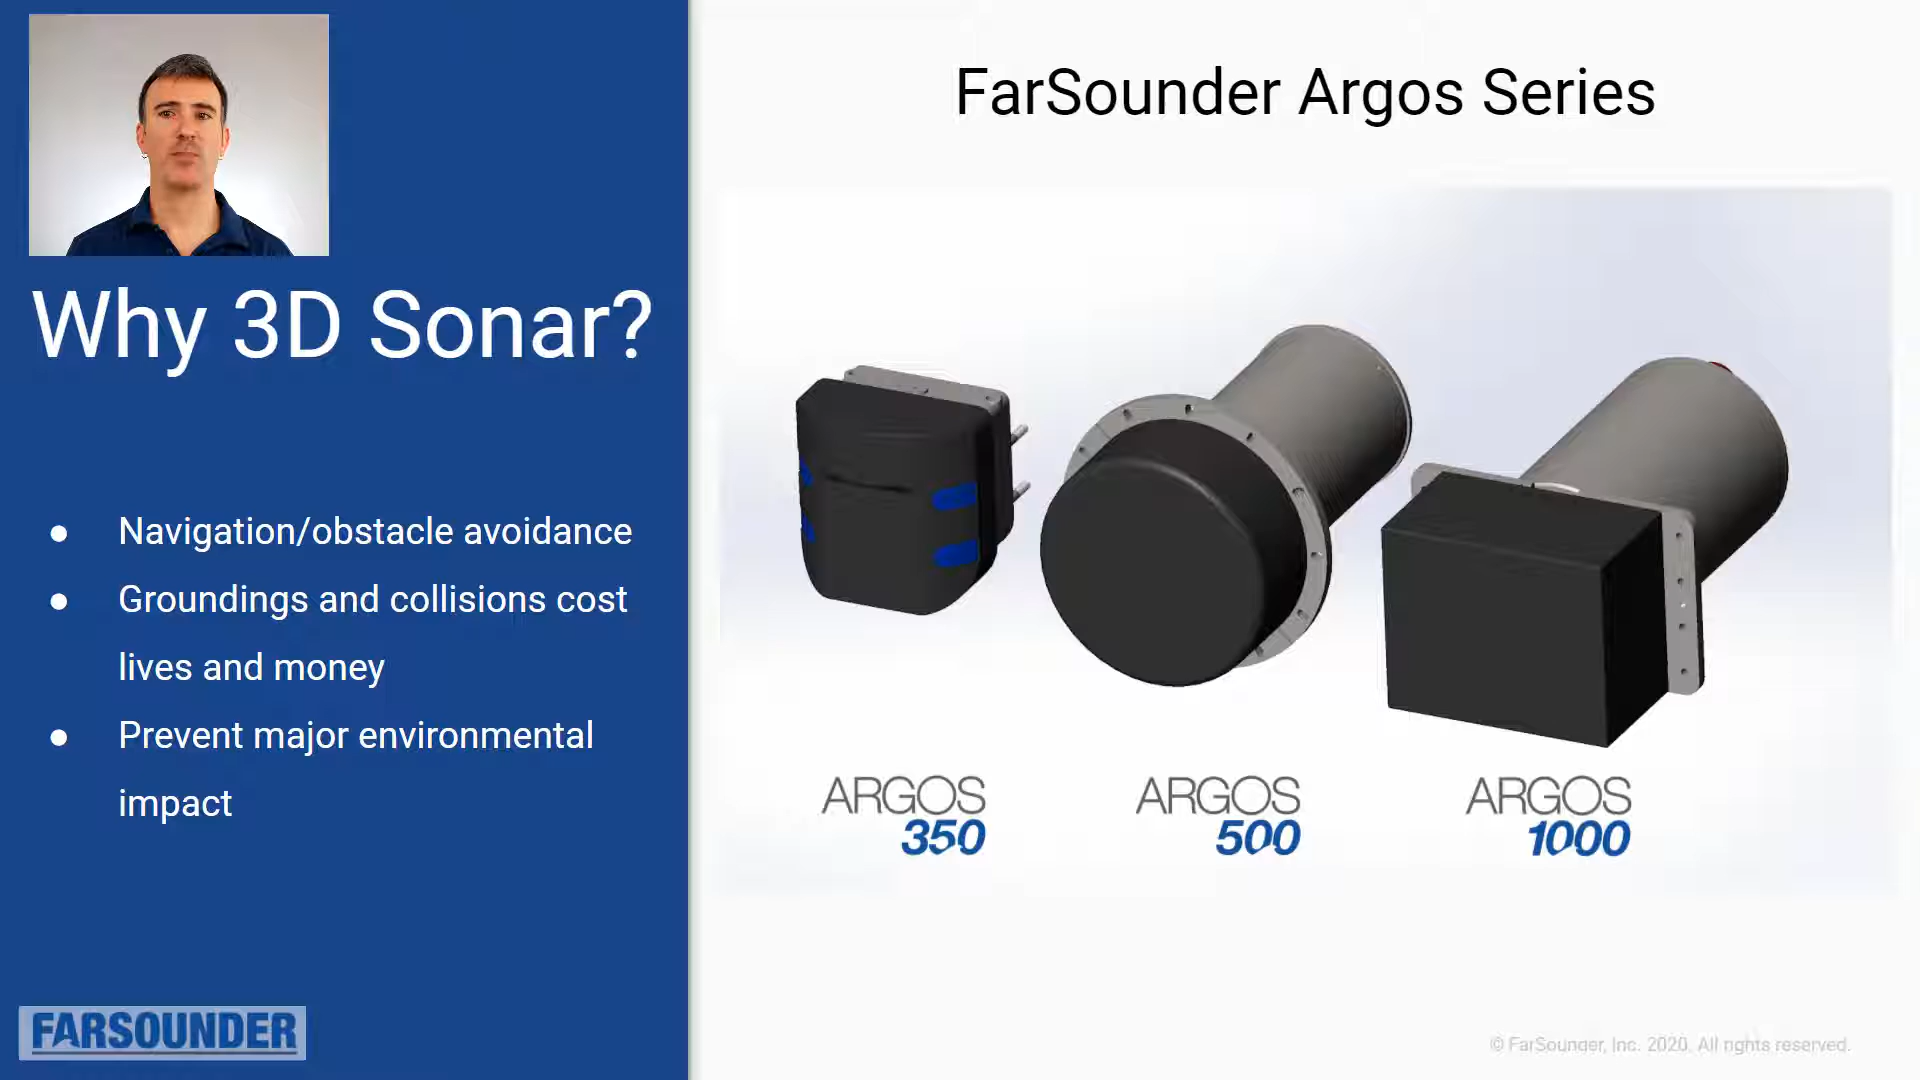 Why 3D Sonar?
● Navigation/obstacle avoidance
● Groundings and collisions cost
lives and money
● Prevent major environmental
impact
FARSOUNDER
FarSounder Argos Series
ARGOS
350
ARGOS
500
ARGOS
1000
© FarSounder, Inc. 2020. All rights reserved.